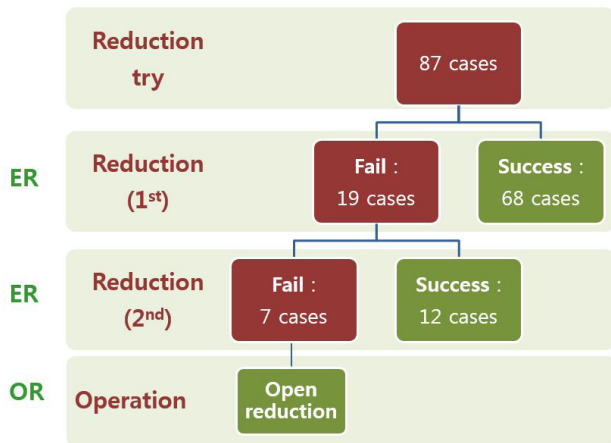 Reduction
try
87 cases
ER
Reduction
(1st)
Fail :
19 cases
Success :
68 cases
ER
Reduction
(2nd)
Fail :
7 cases
Success :
12 cases
OR
Operation
Open
reduction